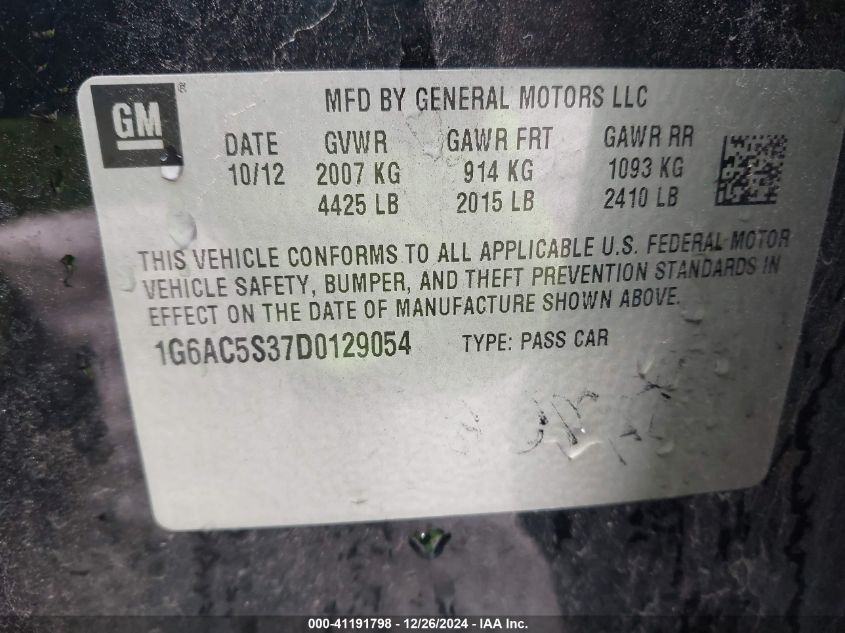 GM ®
MFD BY GENERAL MOTORS LLC
DATE GVWR GAWR FRT GAWR RR
10/12 2007 KG 914 KG 1093 KG
4425 LB 2015 LB 2410 LB
THIS VEHICLE CONFORMS TO ALL APPLICABLE U.S. FEDERAL MOTOR
VEHICLE SAFETY, BUMPER, AND THEFT PREVENTION STANDARDS IN
EFFECT ON THE DATE OF MANUFACTURE SHOWN ABOVE.
1G6AC5S37D0129054 TYPE: PASS CAR
000-41191798 - 12/26/2024 - IAA Inc.